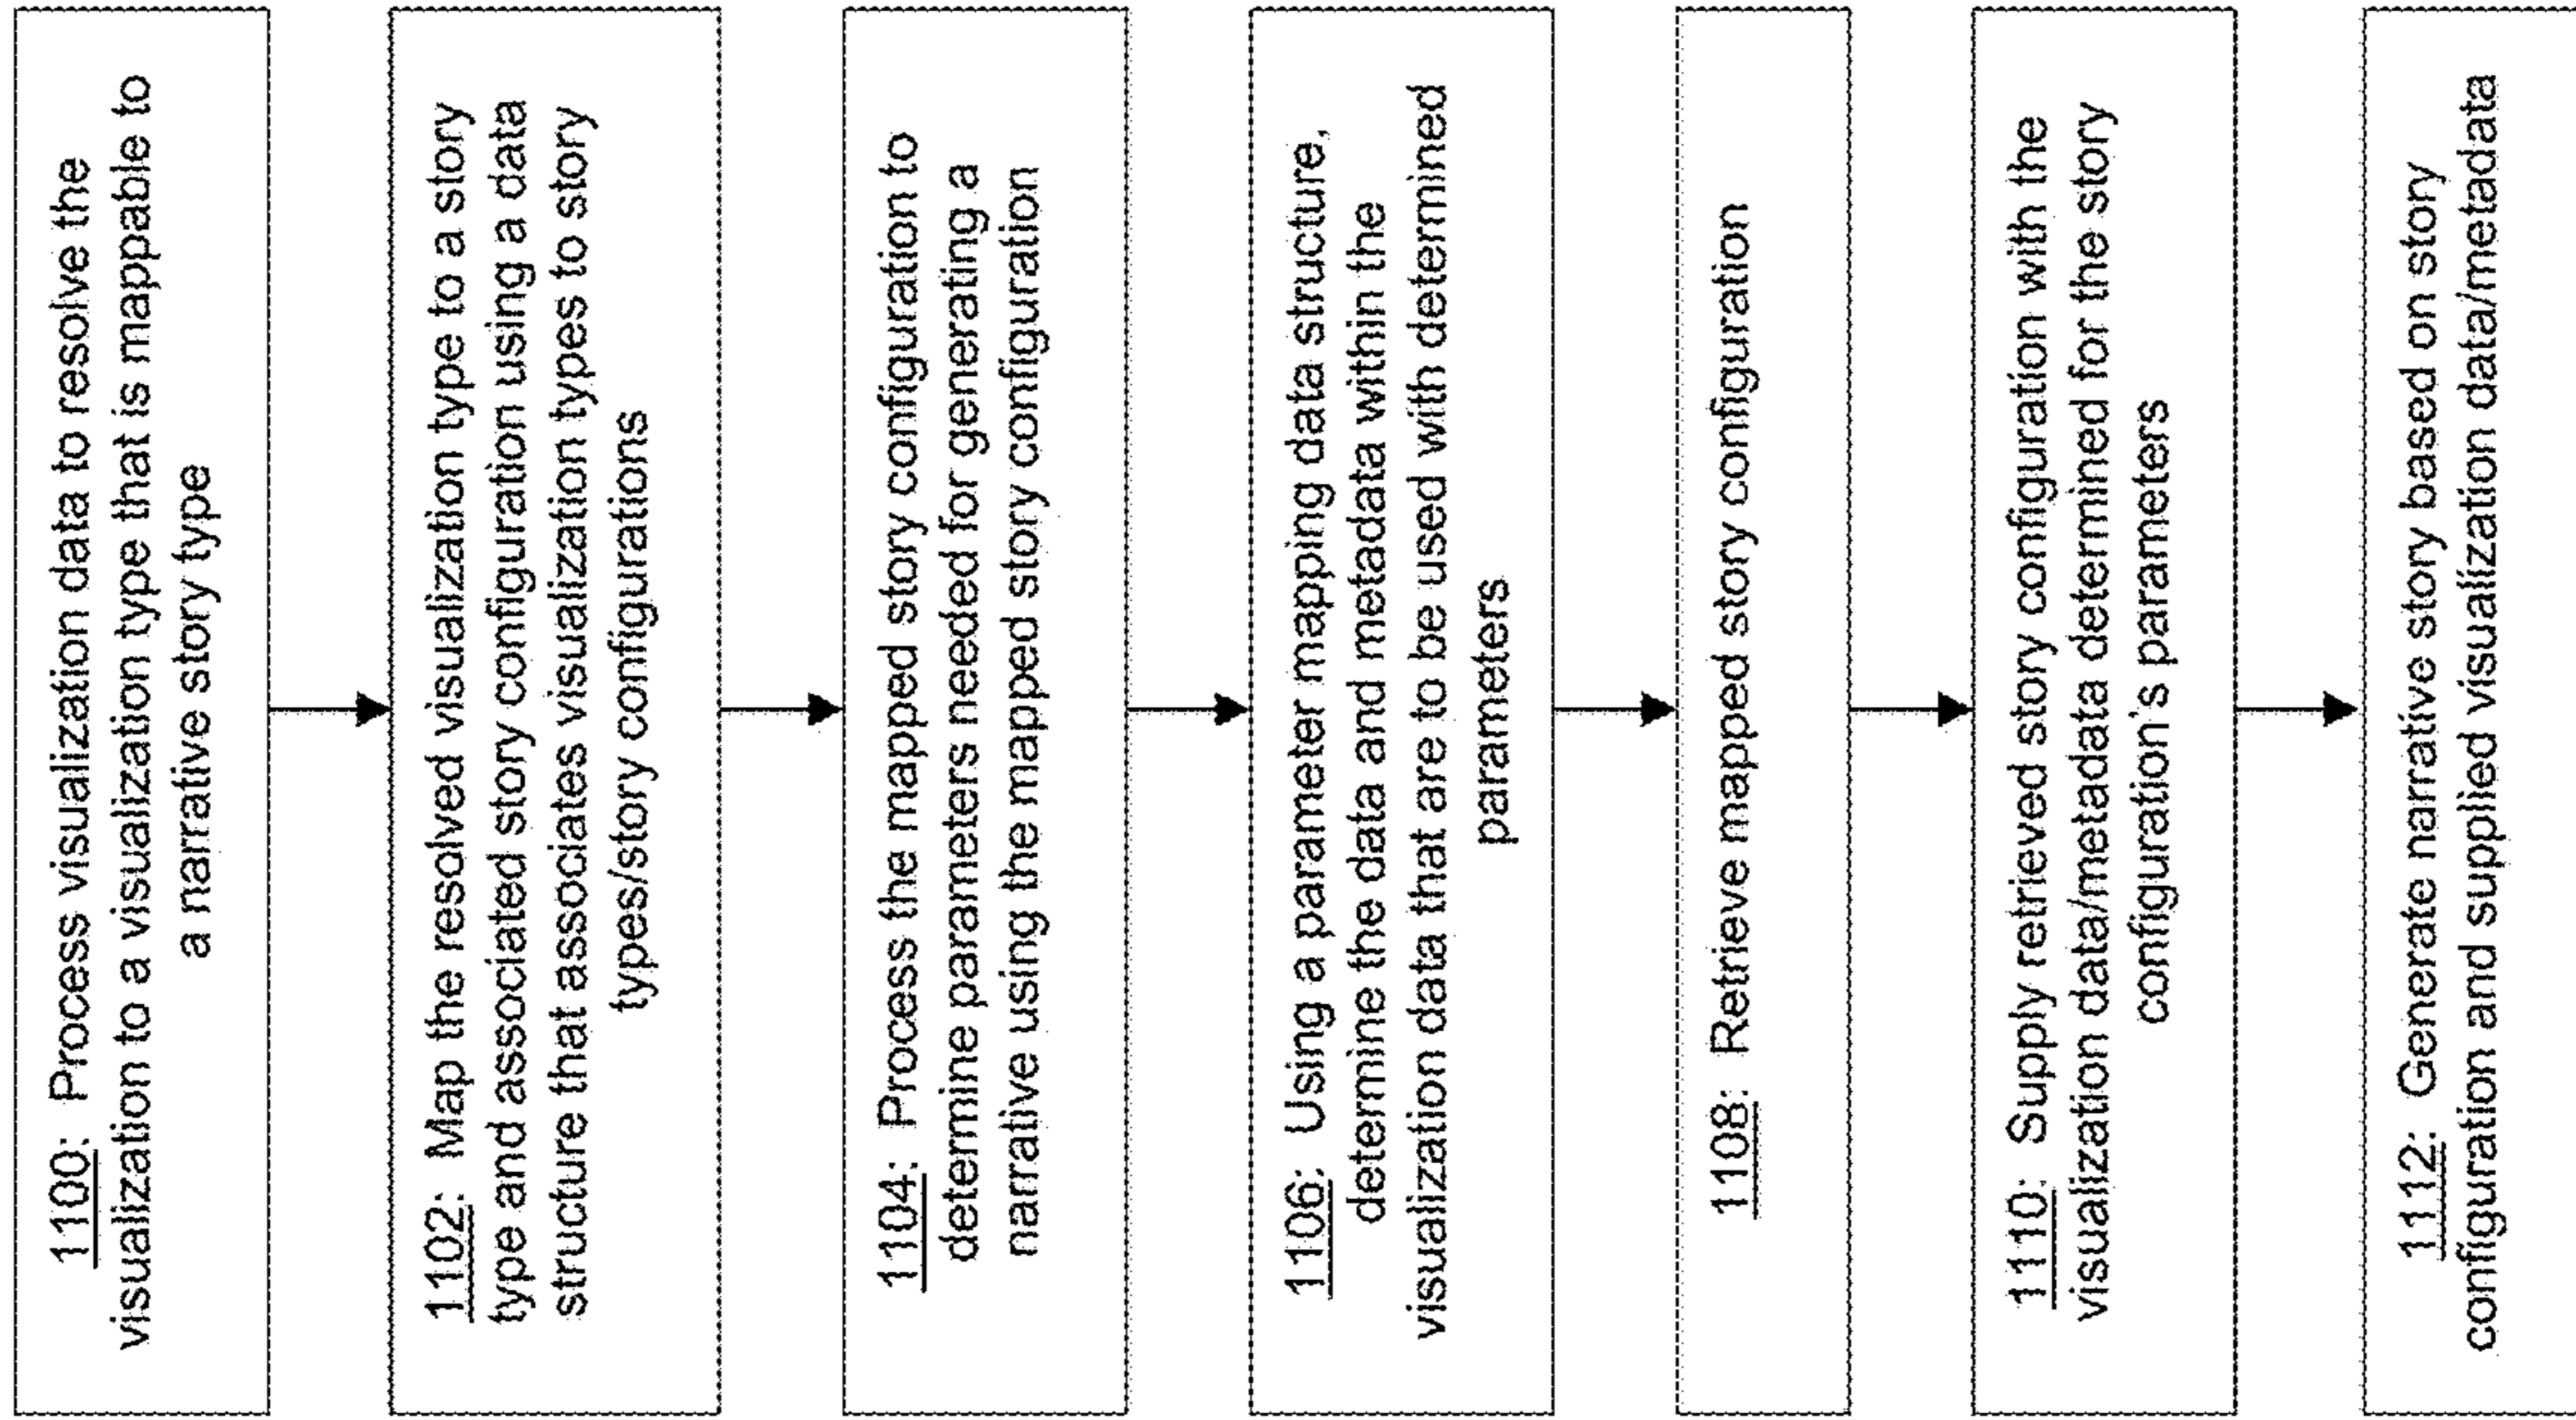 1100: Process visualization data to resolve the
visualization to a visualization type that is mappable to
a narrative story type
1102: Map the resolved visualization type to a story
type and associated story configuration using a data
structure that associates visualization types to story
types/story configurations
1104: Process the mapped story configuration to
determine parameters needed for generating a
narrative using the mapped story configuration
1106: Using a parameter mapping data structure,
determine the data and metadata within the
visualization data that are to be used with determined
parameters
1108: Retrieve mapped story configuration
1110: Supply retrieved story configuration with the
visualization data/metadata determined for the story
configuration's parameters
1112: Generate narrative story based on story
configuration and supplied visualization data/metadata